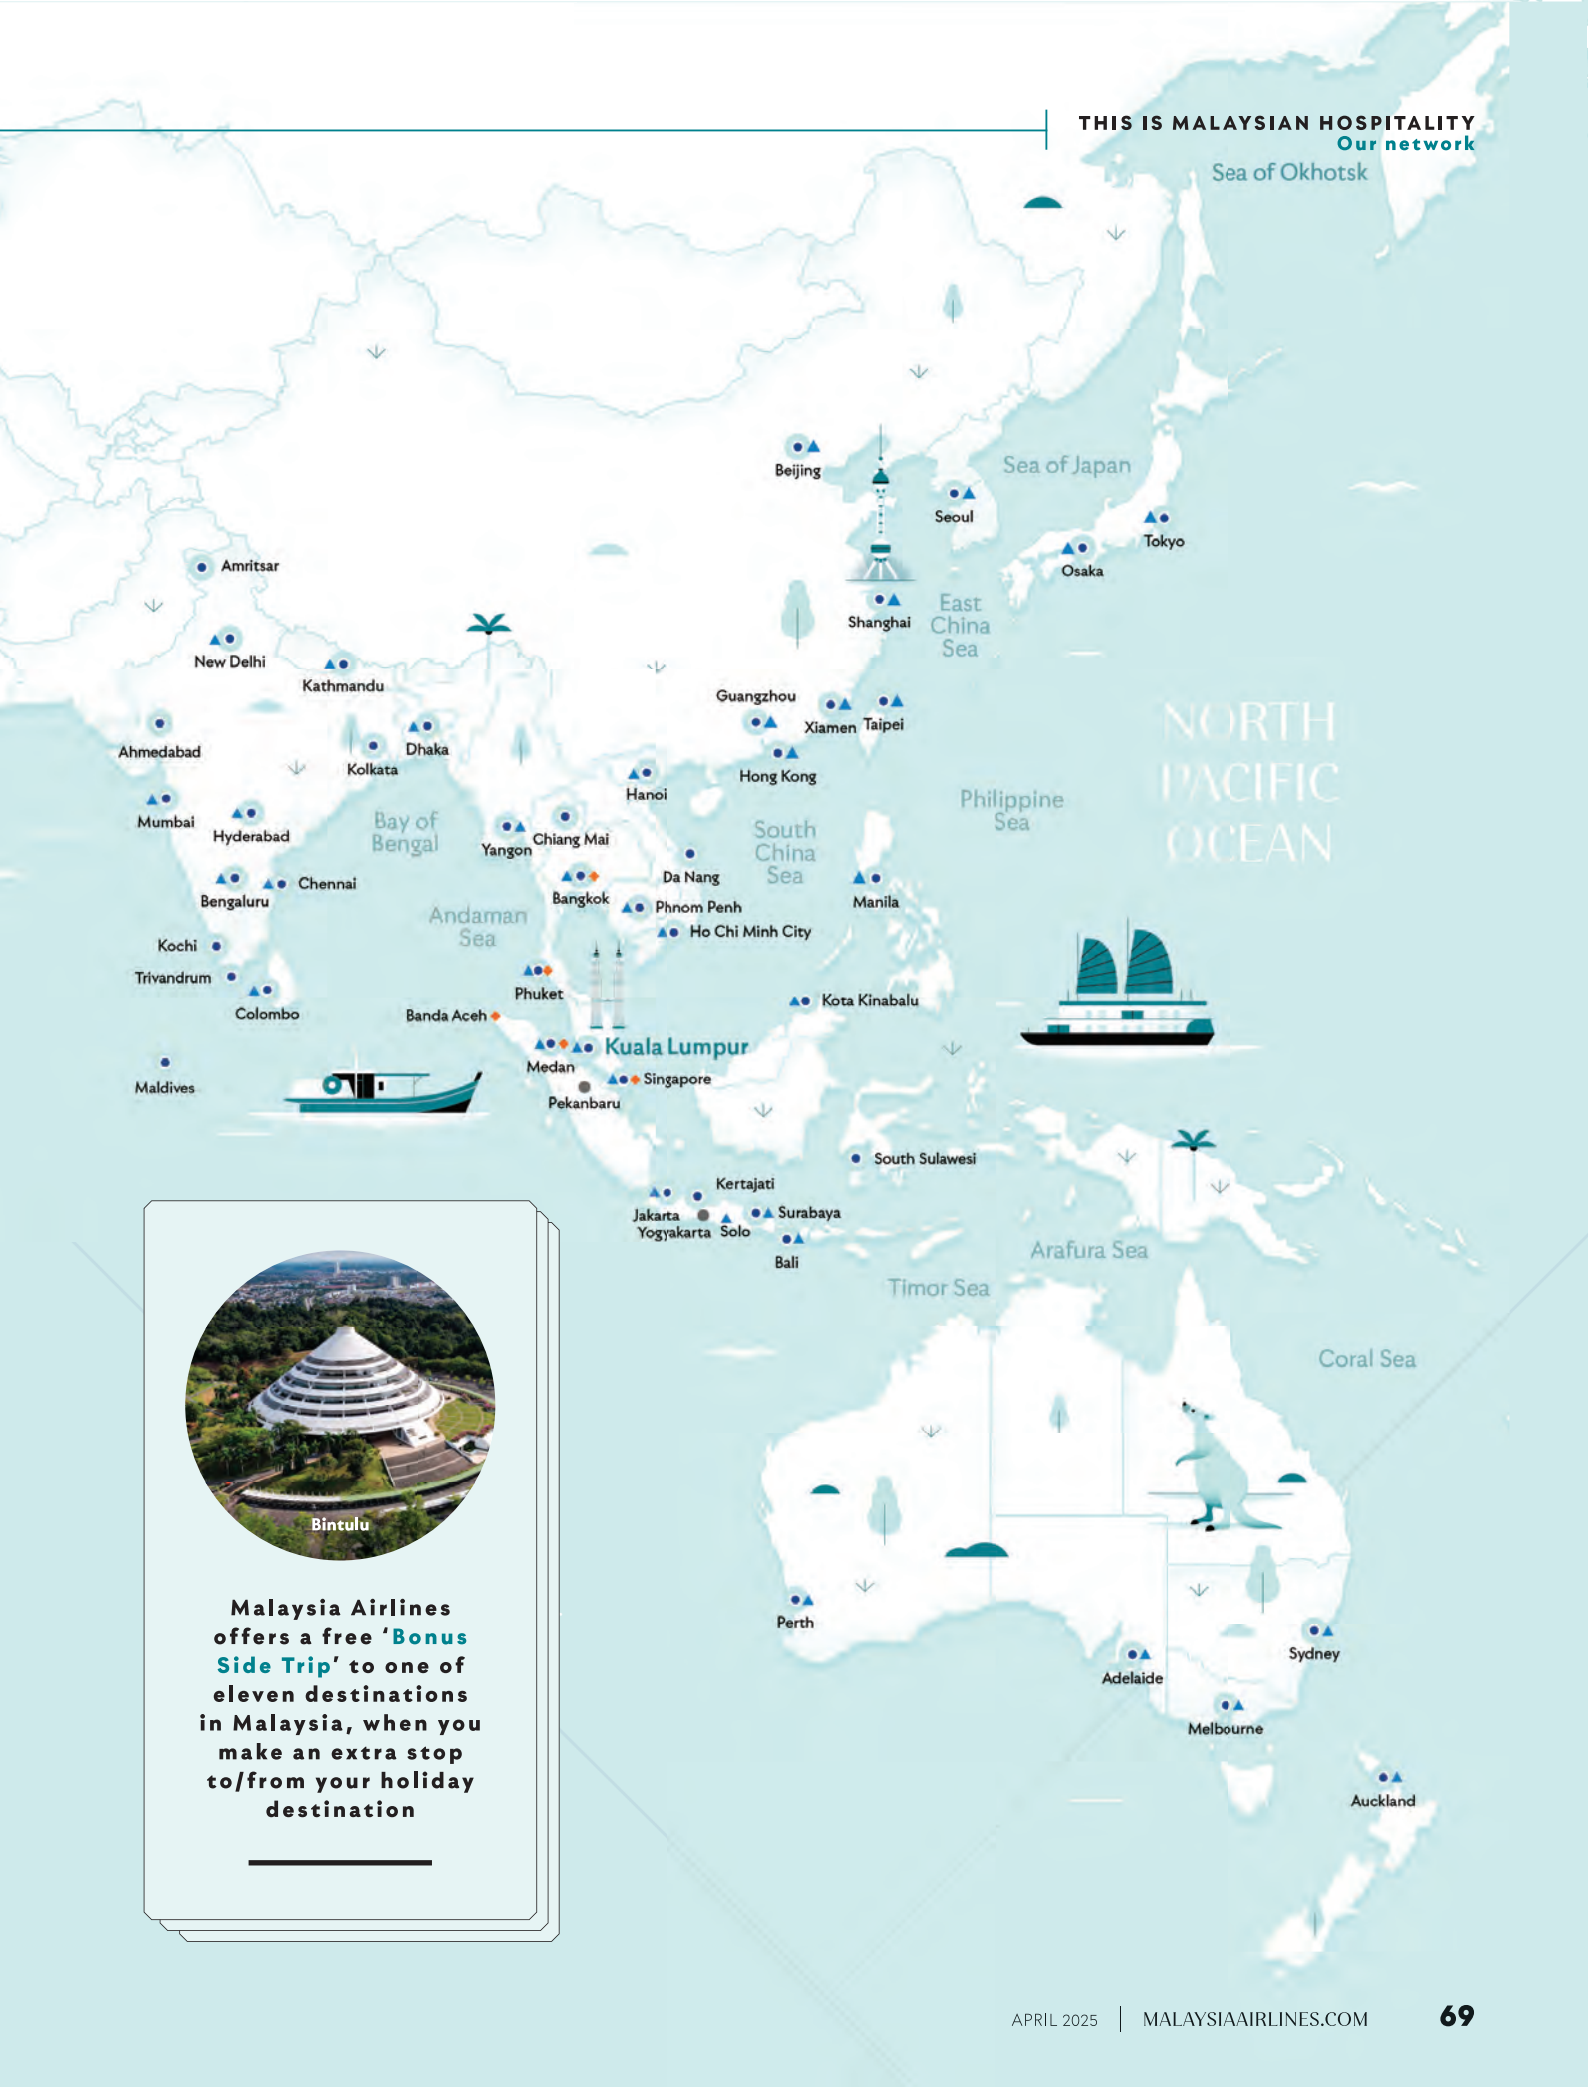 THIS IS MALAYSIAN HOSPITALITY
Our network
Sea of Okhotsk
Beijing
Sea of Japan
Seoul
Tokyo
Osaka
Amritsar
Shanghai
East
China
Sea
New Delhi
Kathmandu
Guangzhou
Xiamen
Taipei
NORTH
PACIFIC
OCEAN
Ahmedabad
Dhaka
Kolkata
Hong Kong
Hanoi
Philippine
Sea
Mumbai
Hyderabad
Bay of
Bengal
Yangon
Chiang Mai
South
China
Sea
Da Nang
Bengaluru
Chennai
Bangkok
Manila
Phnom Penh
Andaman
Sea
Ho Chi Minh City
Kochi
Trivandrum
Phuket
Colombo
Banda Aceh
Kota Kinabalu
Kuala Lumpur
Medan
Maldives
Singapore
Pekanbaru
South Sulawesi
Kertajati
Jakarta
Surabaya
Yogyakarta
Solo
Bali
Arafura Sea
Timor Sea
Coral Sea
Bintulu
Malaysia Airlines
offers a free ‘Bonus
Side Trip’ to one of
eleven destinations
in Malaysia, when you
make an extra stop
to/from your holiday
destination
Perth
Sydney
Adelaide
Melbourne
Auckland
APRIL 2025
MALAYSIAAIRLINES.COM
69